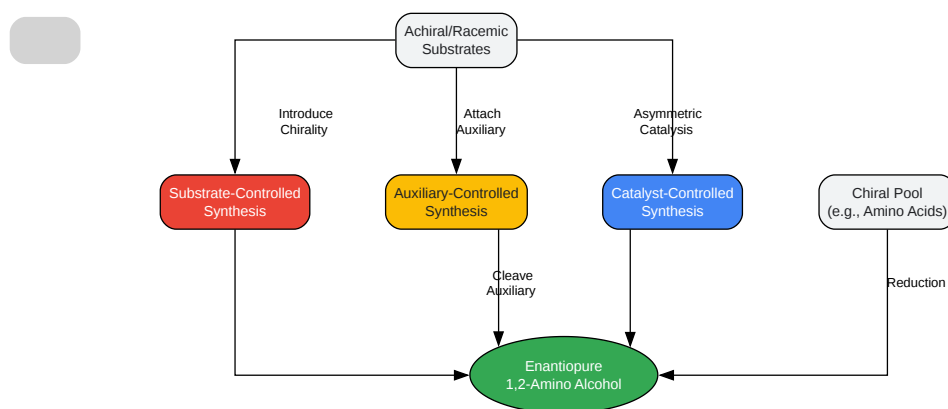 Achiral/Racemic
Substrates
Introduce
Chirality
Attach
Auxiliary
Asymmetric
Catalysis
Substrate-Controlled
Synthesis
Auxiliary-Controlled
Synthesis
Catalyst-Controlled
Synthesis
Chiral Pool
(e.g., Amino Acids)
Cleave
Auxiliary
Reduction
Enantiopure
1,2-Amino Alcohol